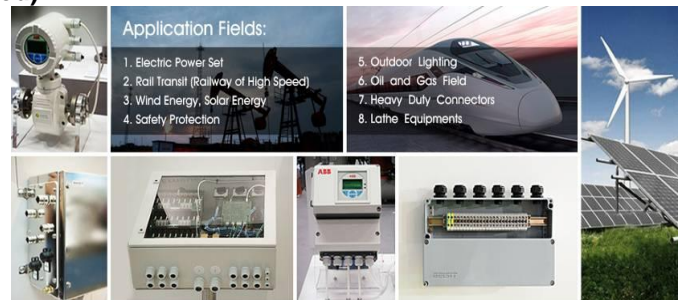 Application Fields:
1. Electric Power Set
2. Rail Transit (Railway of High Speed)
3. Wind Energy, Solar Energy
4. Safety Protection
5. Outdoor Lighting
6. Oil and Gas Field
7. Heavy Duty Connectors
8. Lathe Equipments
ABB